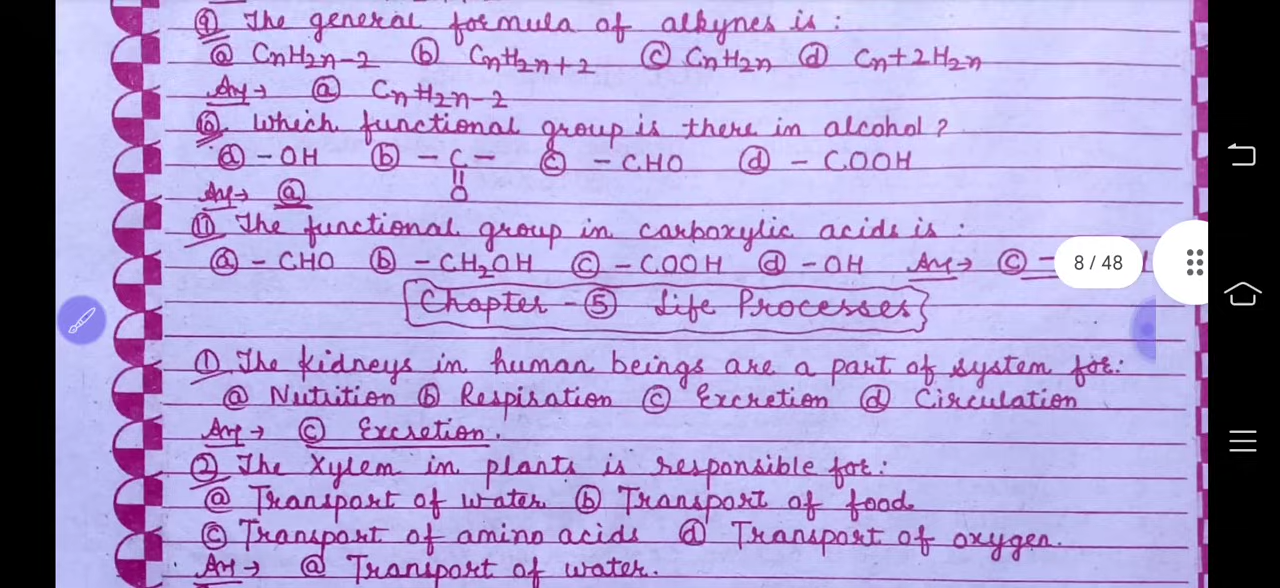 ⑨ The general formula of alkynes is :
ⓐ CnH2n-2 ⓑ CnH2n+2 ⓒ CnH2n ⓓ Cn+2H2n
Ans→ ⓐ CnH2n-2
⑩ Which functional group is there in alcohol?
ⓐ -OH ⓑ -C- ⓒ -CHO ⓓ -COOH
O
Ans→ ⓐ
⑪ The functional group in carboxylic acids is :
ⓐ -CHO ⓑ -CH2OH ⓒ -COOH ⓓ -OH Ans→ ⓒ -
8 / 48
Chapter - ⑤ Life Processes
① The kidneys in human beings are a part of system for:
ⓐ Nutrition ⓑ Respiration ⓒ Excretion ⓓ Circulation
Ans→ ⓒ Excretion.
② The Xylem in plants is responsible for:
ⓐ Transport of water ⓑ Transport of food.
ⓒ Transport of amino acids ⓓ Transport of oxygen.
Ans→ ⓐ Transport of water.